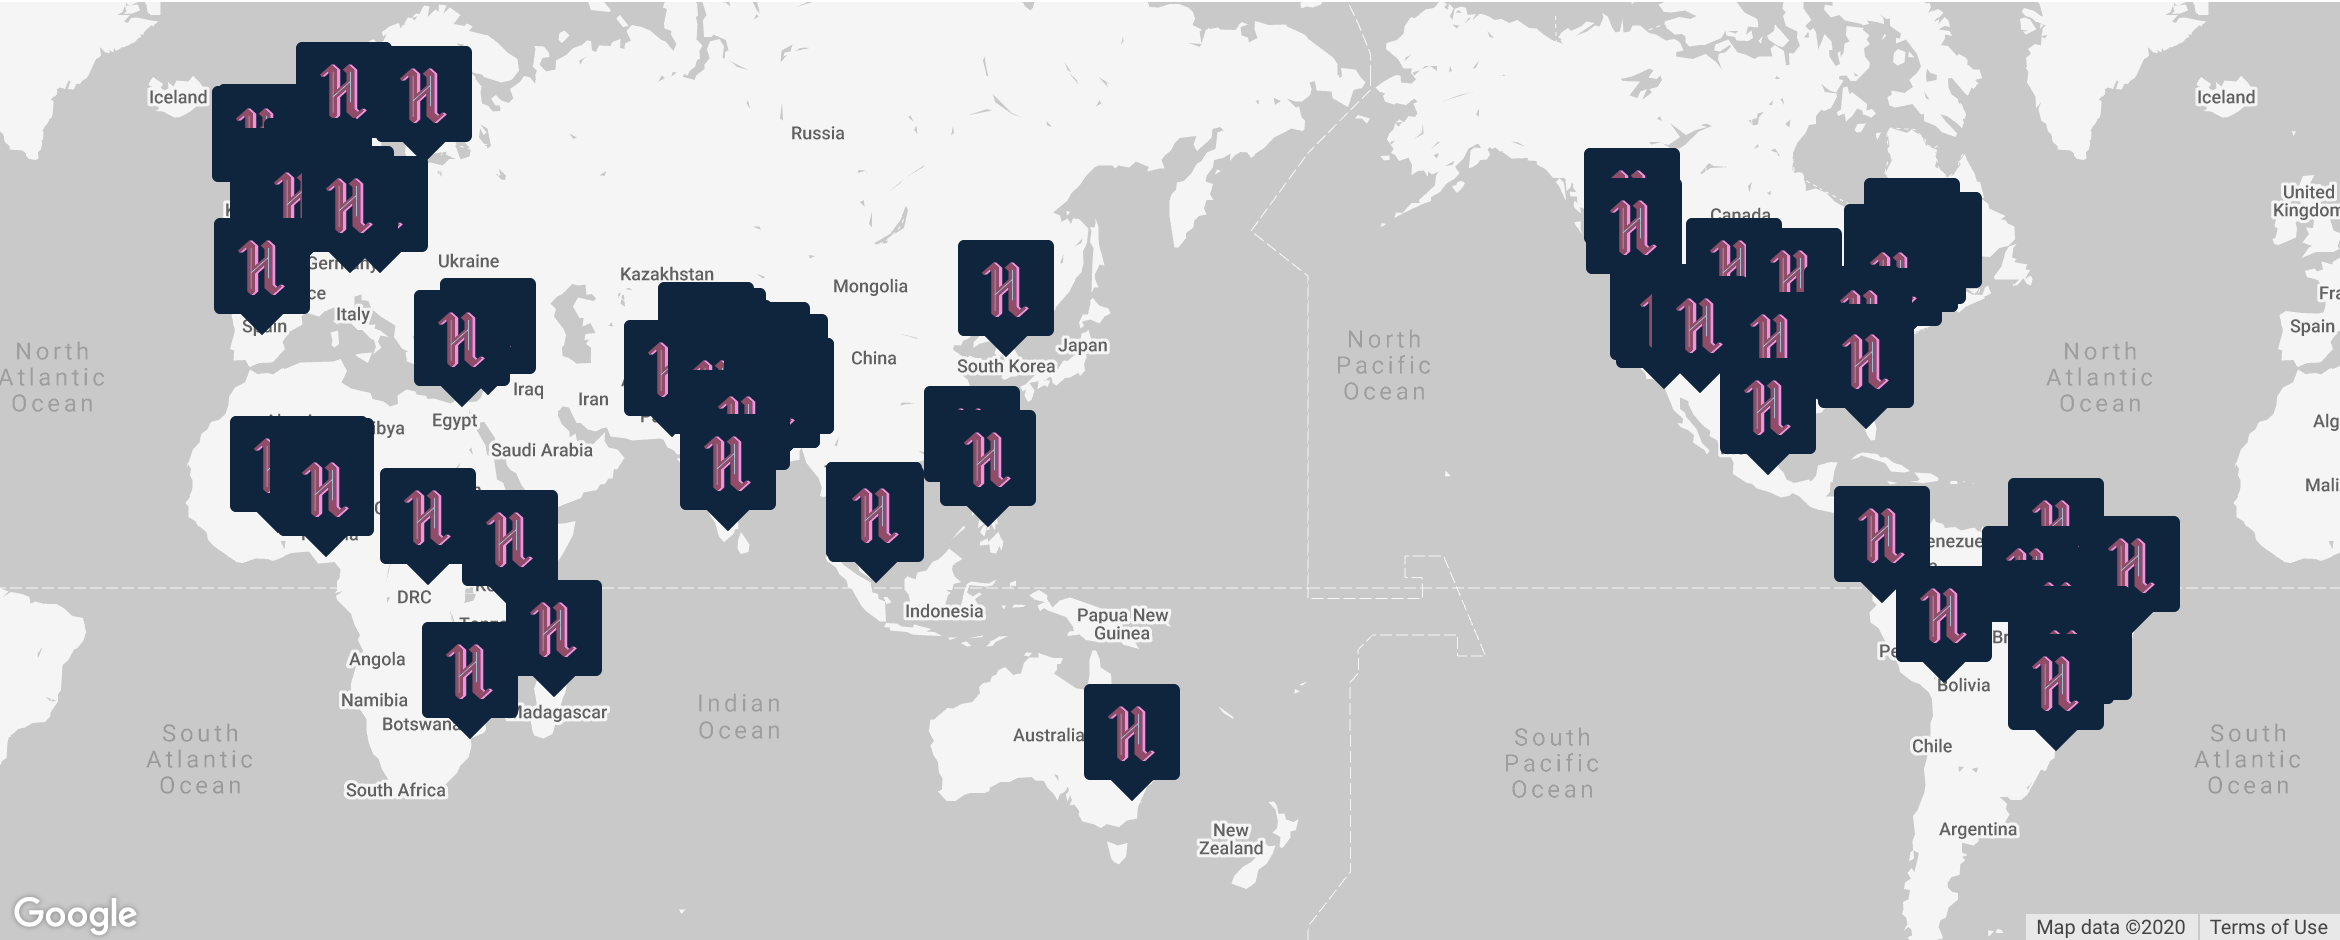 Iceland
Russia
Iceland
United
Kingdom
Canada
Ukraine
Germany
Kazakhstan
Mongolia
Italy
Spain
Japan
China
South Korea
Iraq
Iran
Egypt
Saudi Arabia
North
Atlantic
Ocean
North
Pacific
Ocean
North
Atlantic
Ocean
Spain
DRC
Indonesia
Papua New
Guinea
Angola
Namibia
Botswana
Madagascar
South Africa
Bolivia
Indian
Ocean
Australia
South
Atlantic
Ocean
South
Pacific
Ocean
Chile
South
Atlantic
Ocean
New
Zealand
Argentina
Google
Map data ©2020
Terms of Use